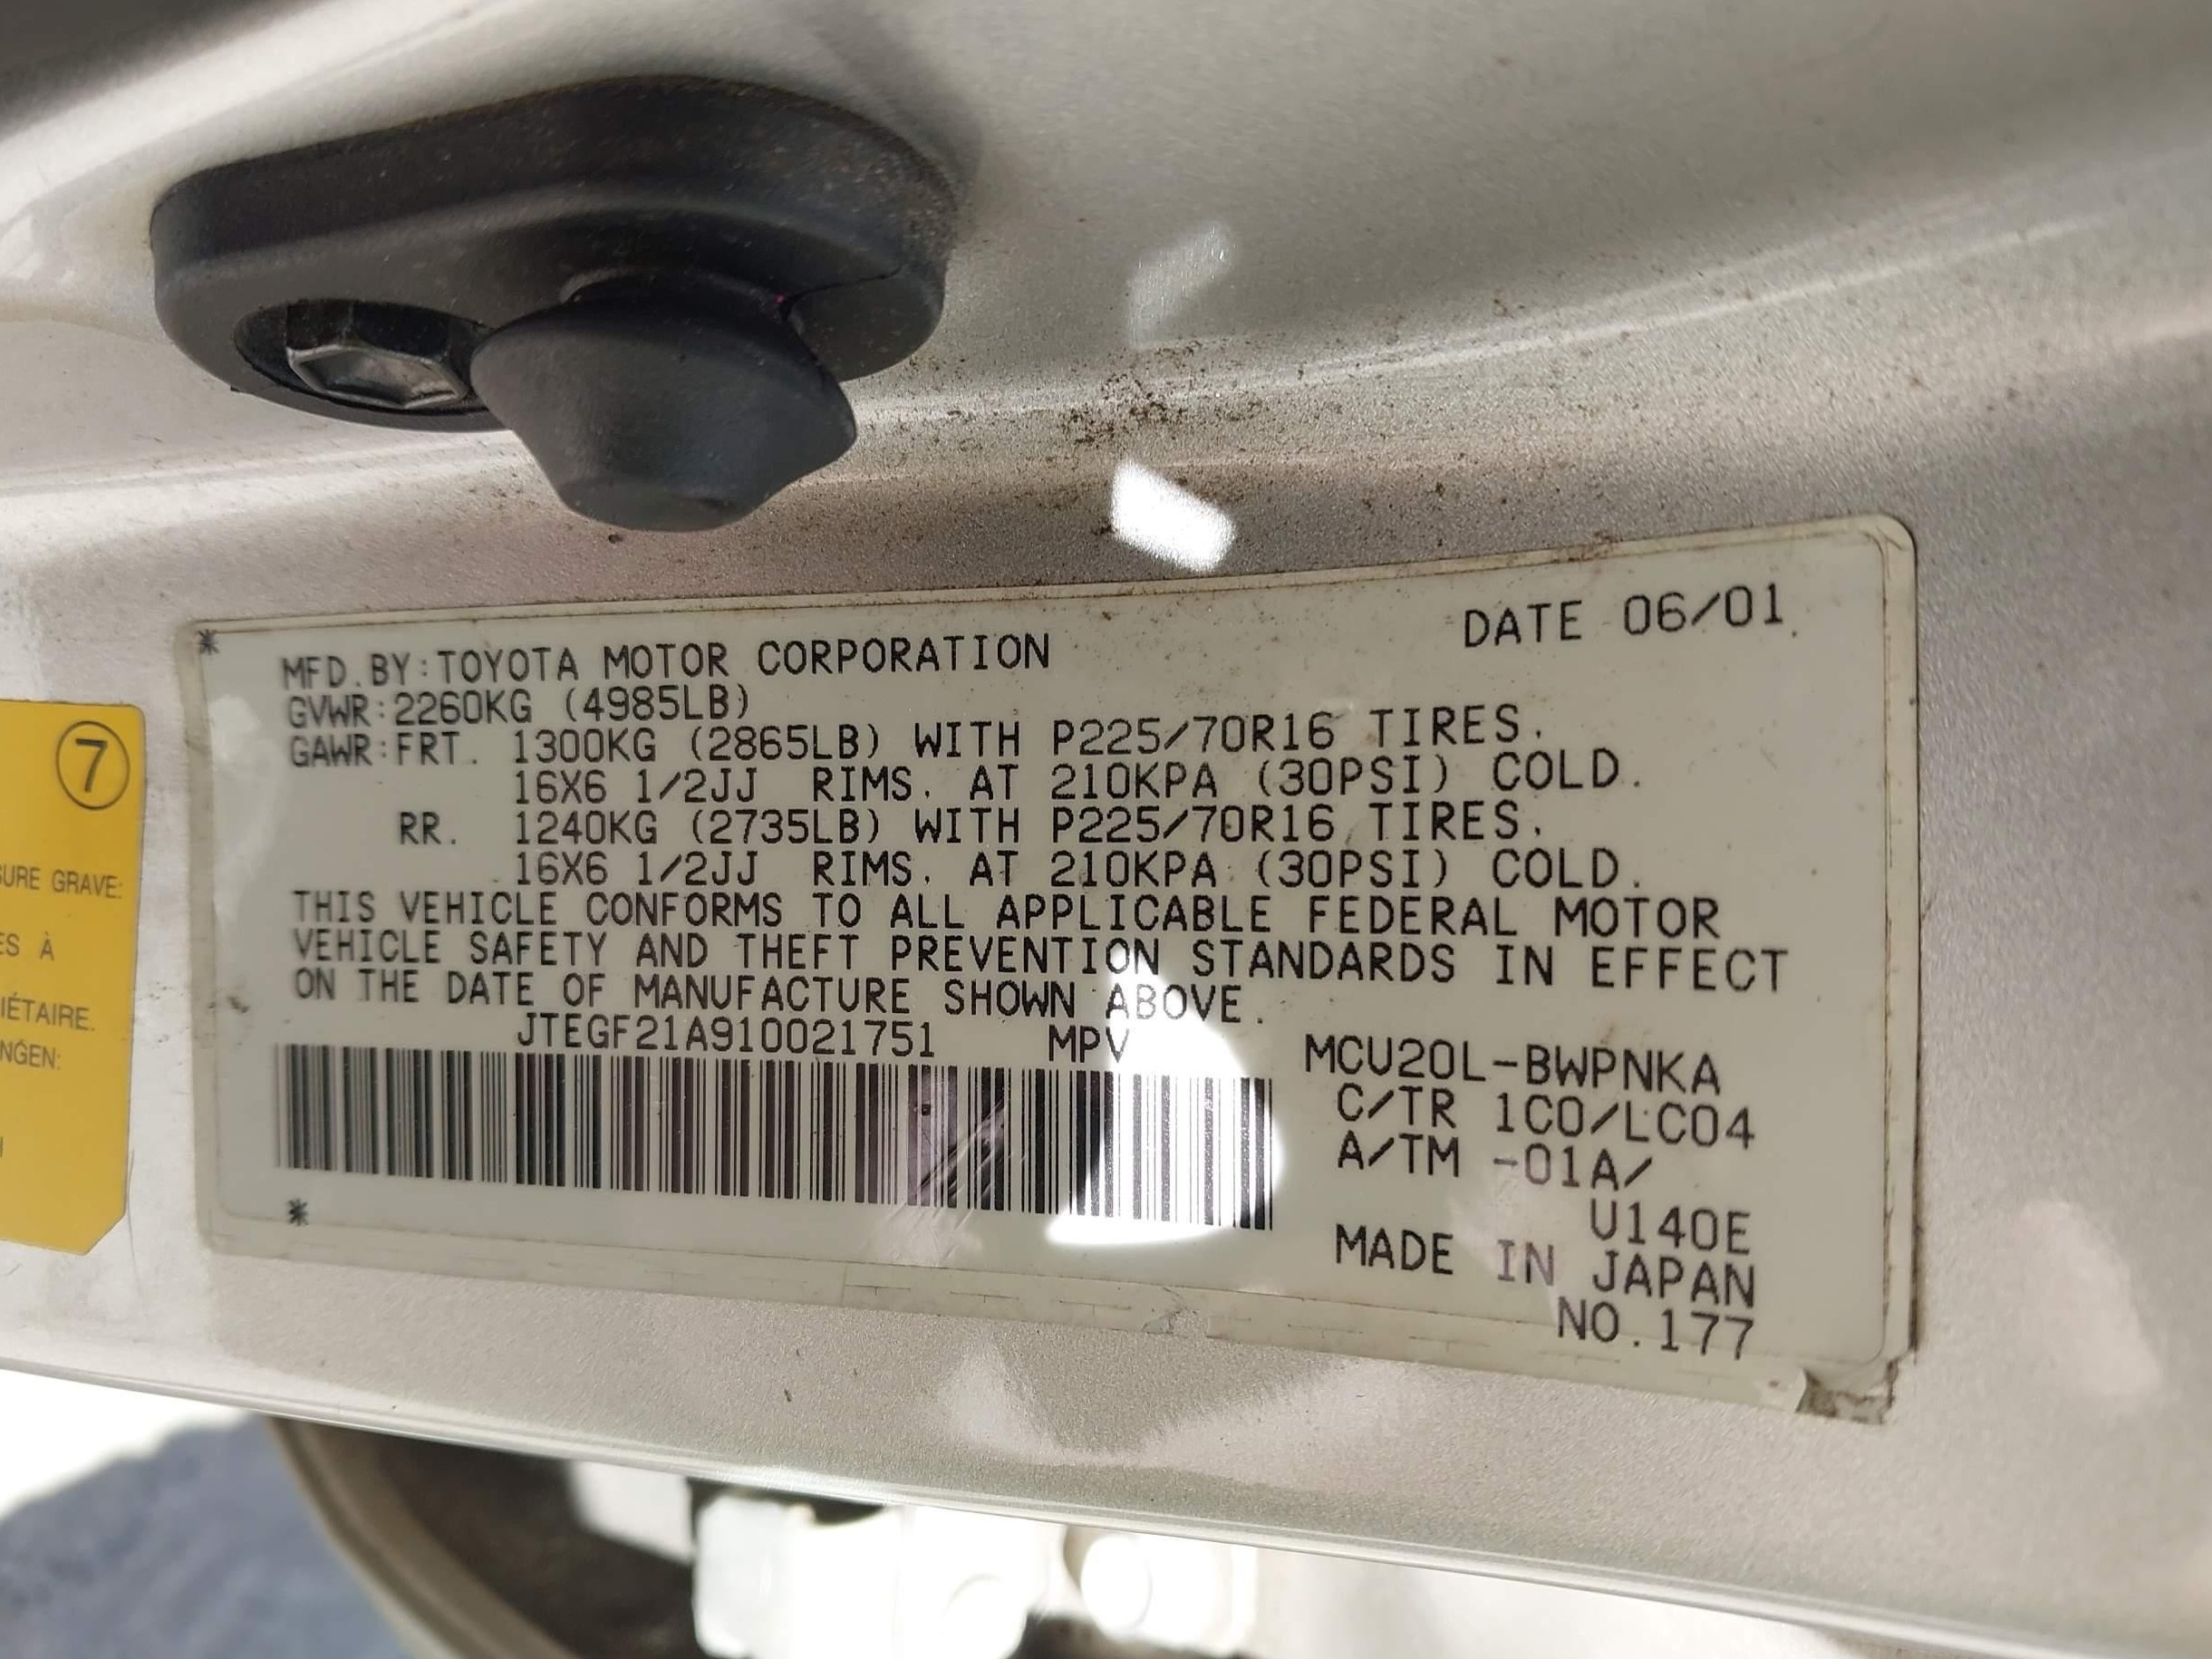 DATE 06/01
MFD.BY:TOYOTA MOTOR CORPORATION
GVWR:2260KG (4985LB)
GAWR:FRT. 1300KG (2865LB) WITH P225/70R16 TIRES.
16X6 1/2JJ RIMS. AT 210KPA (30PSI) COLD.
RR. 1240KG (2735LB) WITH P225/70R16 TIRES.
16X6 1/2JJ RIMS. AT 210KPA (30PSI) COLD.
THIS VEHICLE CONFORMS TO ALL APPLICABLE FEDERAL MOTOR
VEHICLE SAFETY AND THEFT PREVENTION STANDARDS IN EFFECT
ON THE DATE OF MANUFACTURE SHOWN ABOVE.
JTEGF21A910021751 MPV
MCU20L-BWPNKA
C/TR 1C0/LC04
A/TM -01A/
U140E
MADE IN JAPAN
NO.177
7
SURE GRAVE:
ES À
IÉTAIRE.
NGEN: